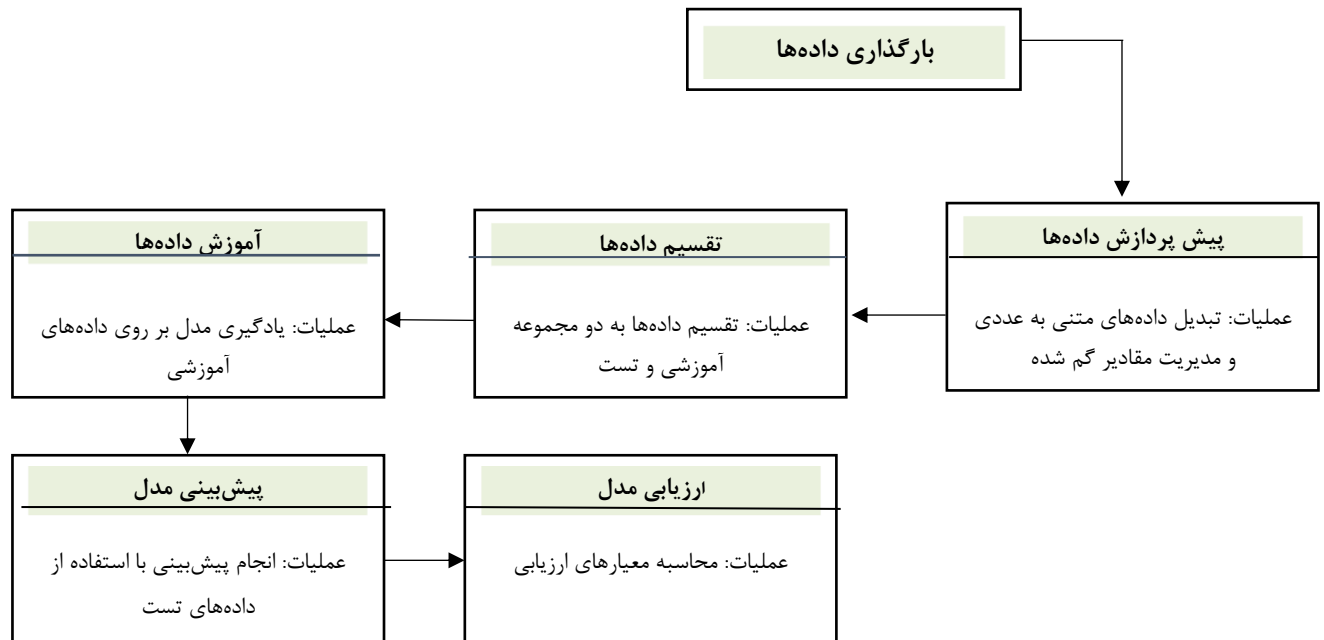 بارگذاری داده‌ها
پیش پردازش داده‌ها
عملیات: تبدیل داده‌های متنی به عددی
و مدیریت مقادیر گم شده
تقسیم داده‌ها
عملیات: تقسیم داده‌ها به دو مجموعه
آموزشی و تست
آموزش داده‌ها
عملیات: یادگیری مدل بر روی داده‌های
آموزشی
پیش‌بینی مدل
عملیات: انجام پیش‌بینی با استفاده از
داده‌های تست
ارزیابی مدل
عملیات: محاسبه معیارهای ارزیابی